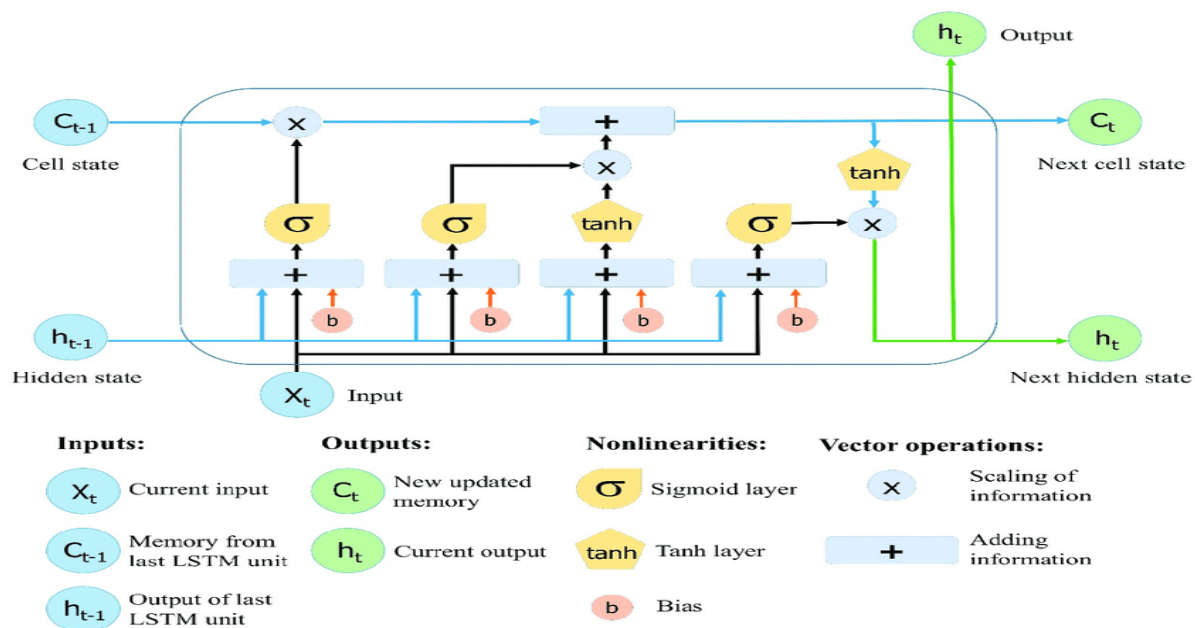 hₜ Output
Cₜ₋₁ × + Cₜ
Cell state Next cell state
× tanh
σ σ tanh σ ×
+ + + +
b b b b
hₜ₋₁ hₜ
Hidden state Next hidden state
Xₜ Input
Inputs: Outputs: Nonlinearities: Vector operations:
Xₜ Current input
Cₜ₋₁ Memory from
last LSTM unit
hₜ₋₁ Output of last
LSTM unit
Cₜ New updated
memory
hₜ Current output
σ Sigmoid layer
tanh Tanh layer
b Bias
× Scaling of
information
+ Adding
information